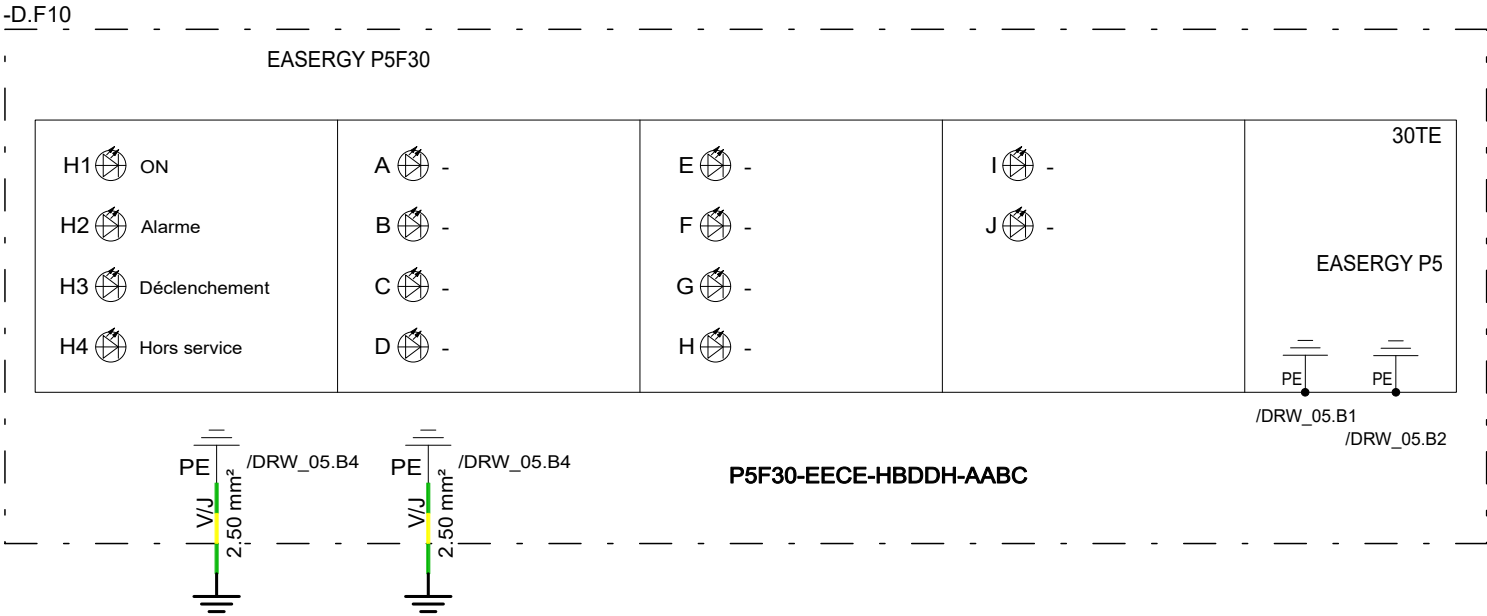 -D.F10
EASERGY P5F30
30TE
H1 ON
A -
E -
I -
H2 Alarme
B -
F -
J -
EASERGY P5
H3 Déclenchement
C -
G -
H4 Hors service
D -
H -
PE
PE
/DRW_05.B1
/DRW_05.B2
PE /DRW_05.B4
PE /DRW_05.B4
P5F30-EECE-HBDDH-AABC
V/J
2.50 mm²
V/J
2.50 mm²